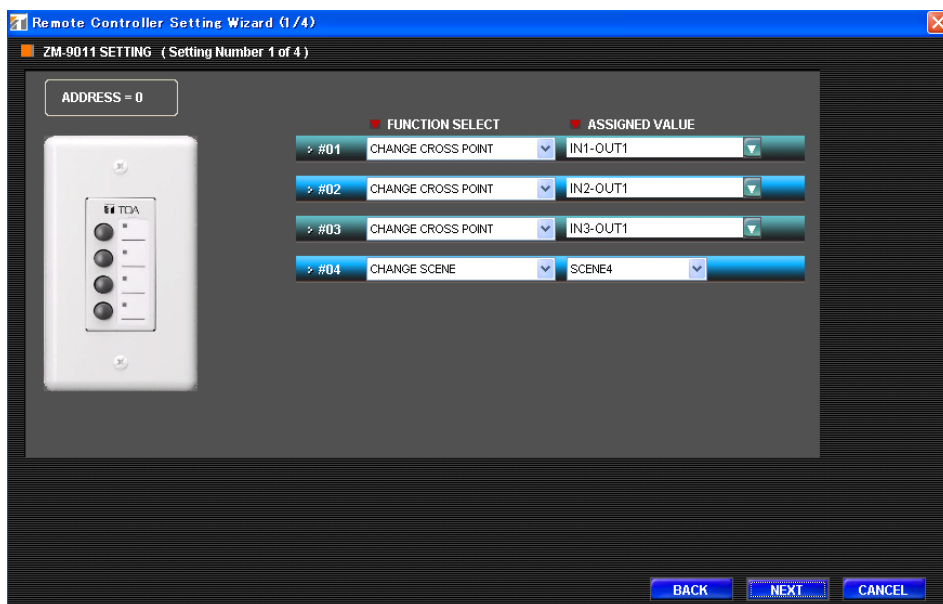 Remote Controller Setting Wizard (1/4)
ZM-9011 SETTING ( Setting Number 1 of 4 )
ADDRESS = 0
FUNCTION SELECT ASSIGNED VALUE
#01 CHANGE CROSS POINT IN1-OUT1
#02 CHANGE CROSS POINT IN2-OUT1
#03 CHANGE CROSS POINT IN3-OUT1
#04 CHANGE SCENE SCENE4
TOA
BACK NEXT CANCEL